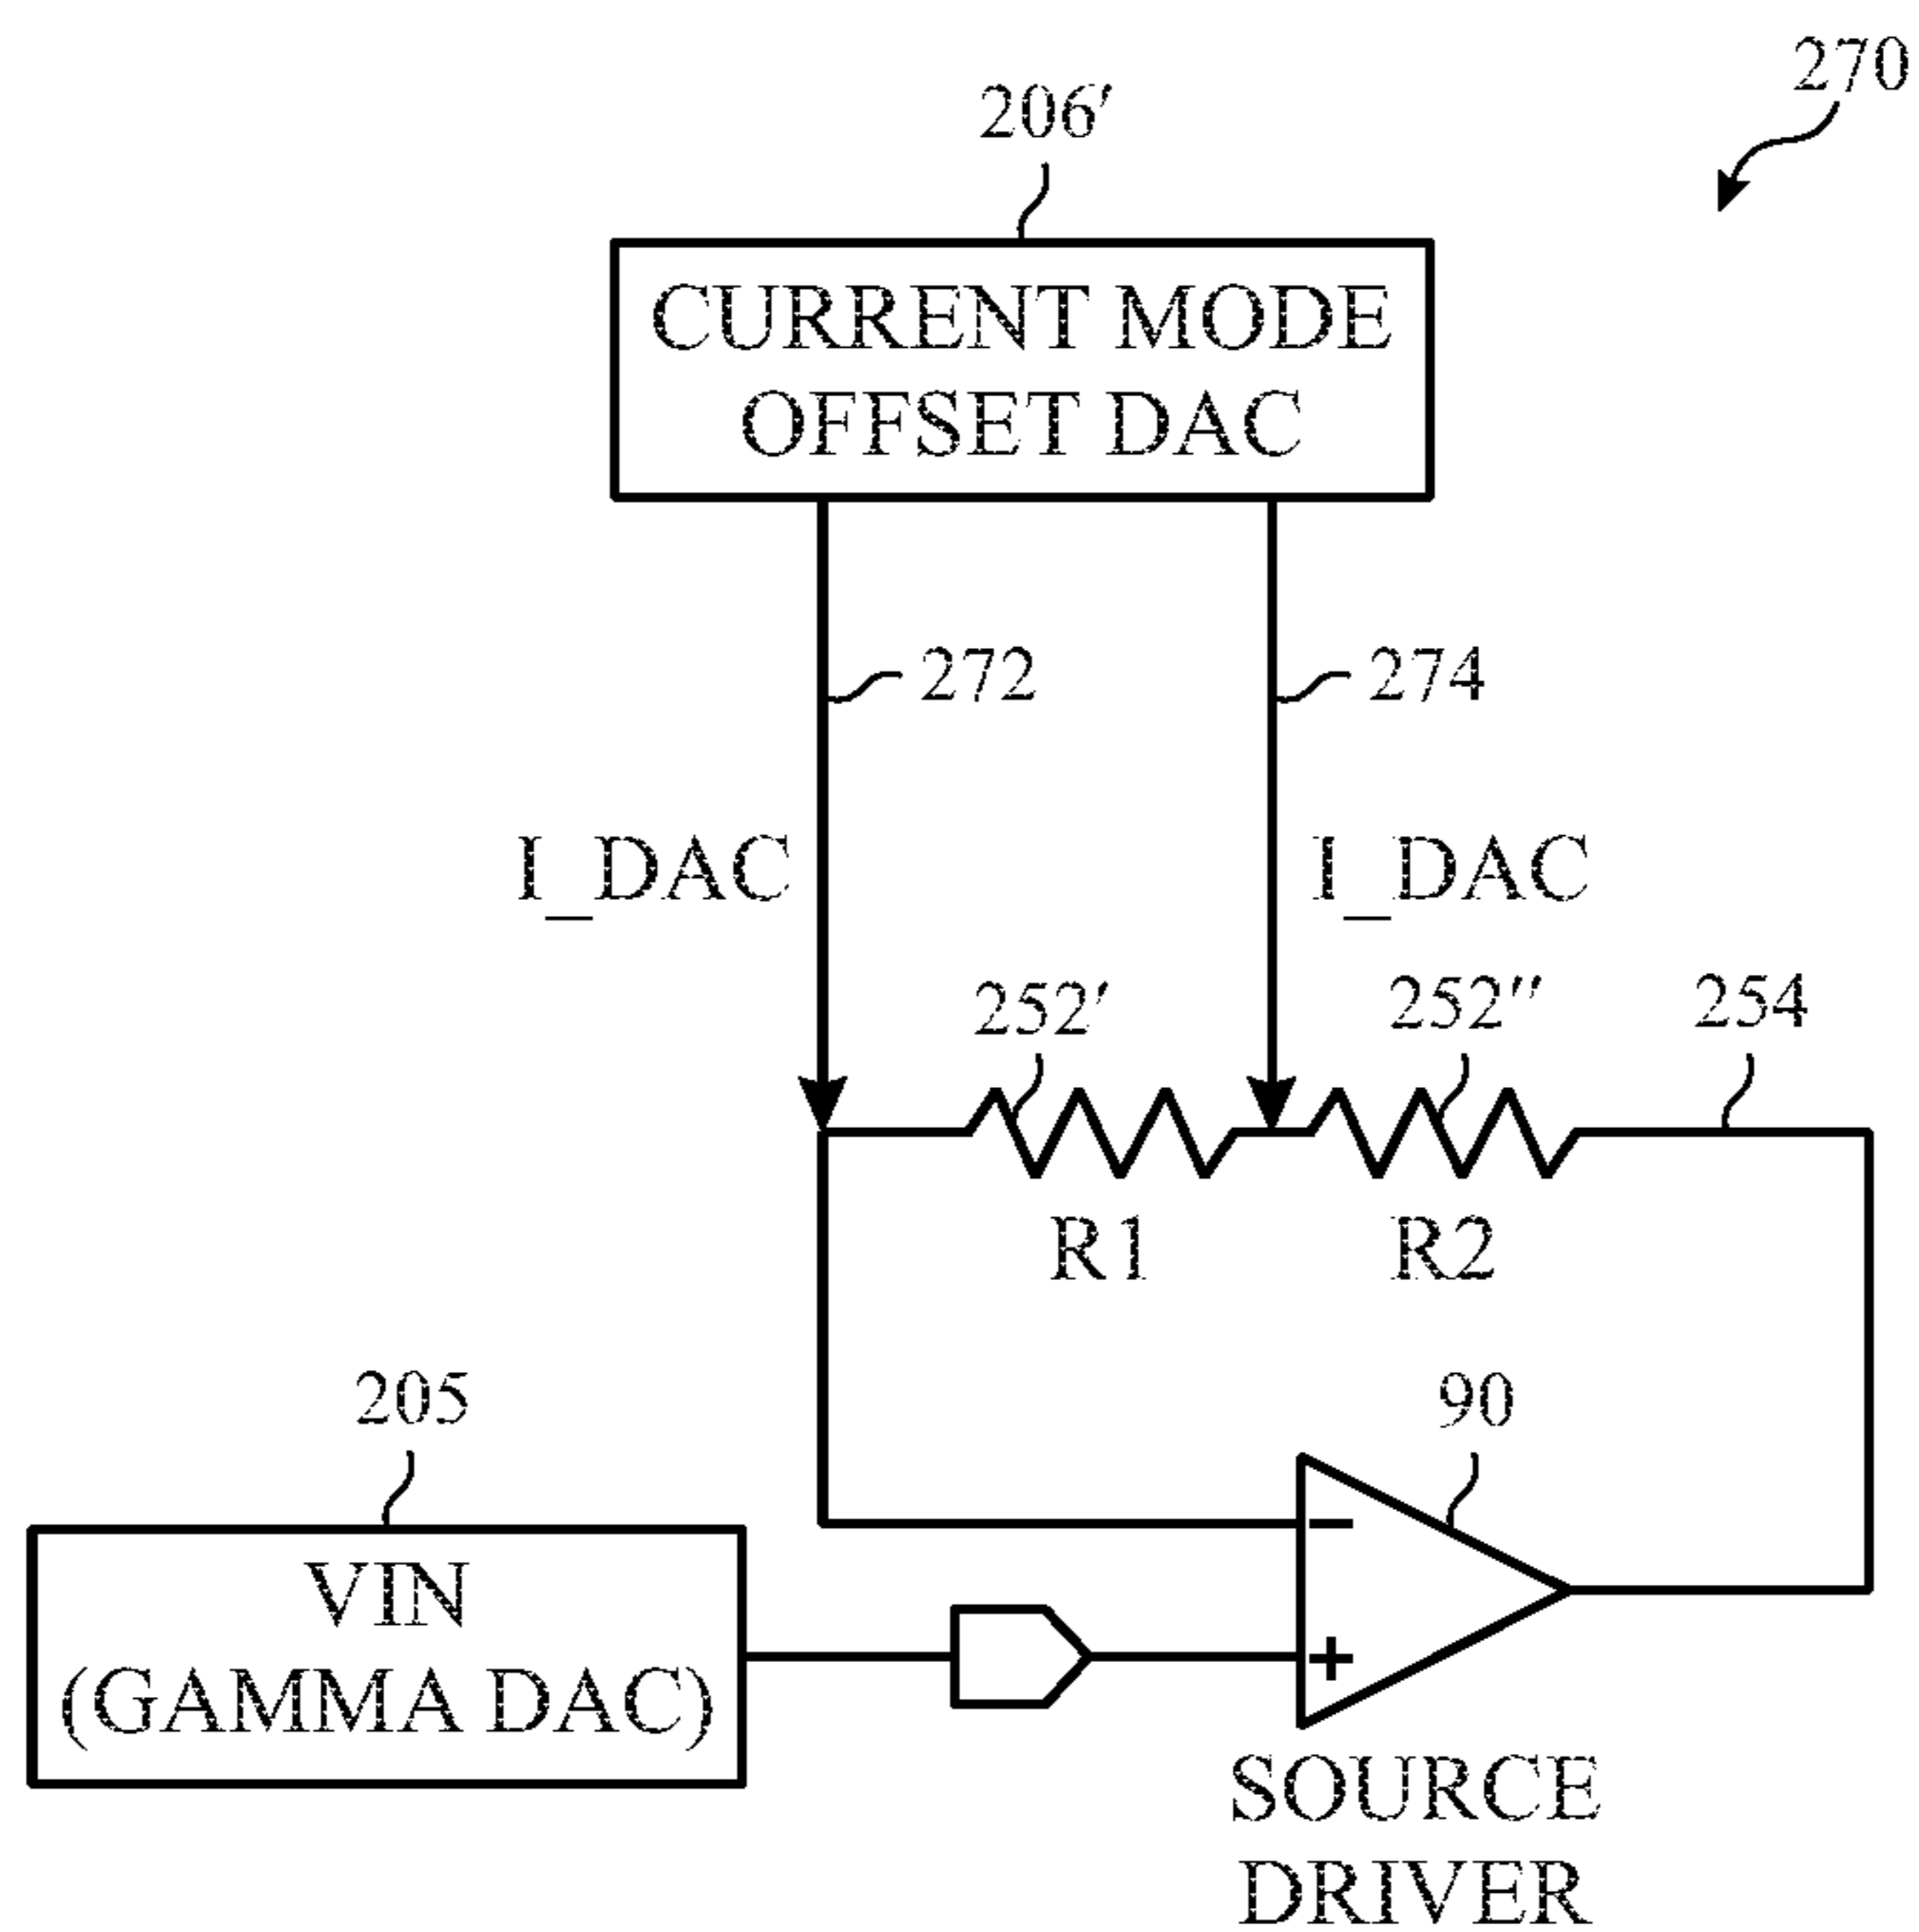 270
206′
CURRENT MODE
OFFSET DAC
272
274
I_DAC
I_DAC
252′
252″
254
R1
R2
205
90
VIN
(GAMMA DAC)
−
+
SOURCE
DRIVER